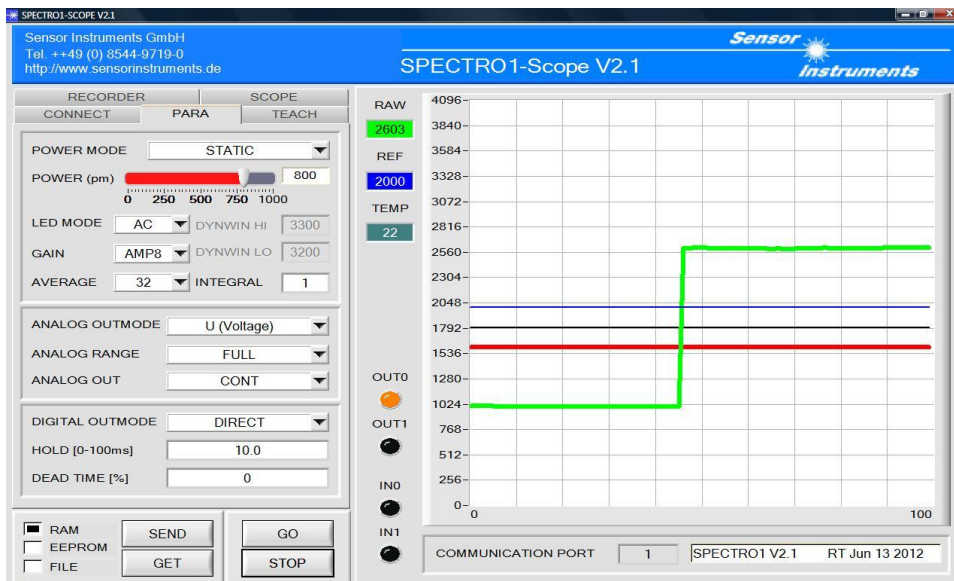 SPECTRO1-SCOPE V2.1
Sensor Instruments GmbH
Tel. ++49 (0) 8544-9719-0
http://www.sensorinstruments.de
SPECTRO1-Scope V2.1
Sensor
Instruments
RECORDER SCOPE
CONNECT PARA TEACH
POWER MODE STATIC
POWER (pm) 800
0 250 500 750 1000
LED MODE AC DYNWIN HI 3300
GAIN AMP8 DYNWIN LO 3200
AVERAGE 32 INTEGRAL 1
ANALOG OUTMODE U (Voltage)
ANALOG RANGE FULL
ANALOG OUT CONT
DIGITAL OUTMODE DIRECT
HOLD [0-100ms] 10.0
DEAD TIME [%] 0
RAM
EEPROM
FILE
SEND GO
GET STOP
RAW
2603
REF
2000
TEMP
22
OUT0
OUT1
IN0
IN1
4096
3840
3584
3328
3072
2816
2560
2304
2048
1792
1536
1280
1024
768
512
256
0
0 100
COMMUNICATION PORT 1 SPECTRO1 V2.1 RT Jun 13 2012